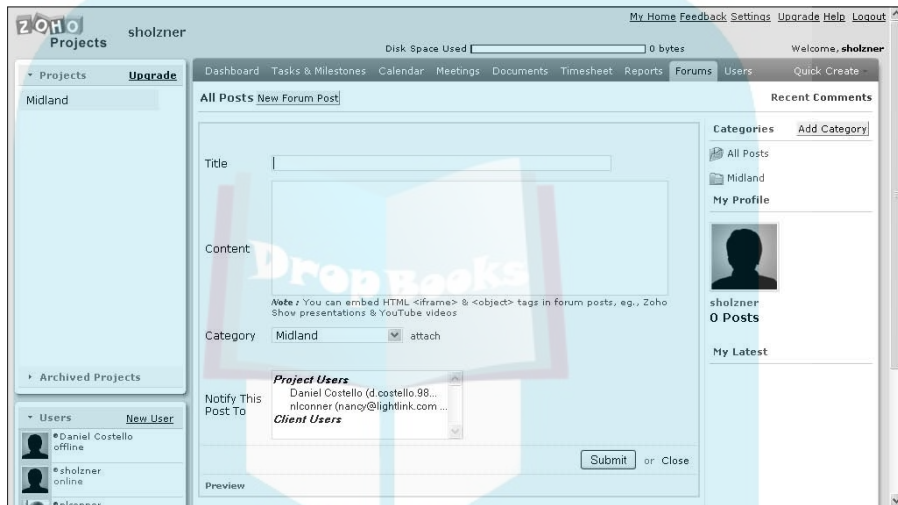 ZOHO
Projects
sholzner
My Home Feedback Settings Upgrade Help Logout
Disk Space Used 0 bytes
Welcome, sholzner
Projects Upgrade
Midland
Archived Projects
Users New User
Daniel Costello
offline
sholzner
online
nlconner
Dashboard Tasks & Milestones Calendar Meetings Documents Timesheet Reports Forums Users Quick Create
All Posts New Forum Post
Recent Comments
Title
Content
Note : You can embed HTML <iframe> & <object> tags in forum posts, eg., Zoho
Show presentations & YouTube videos
Category Midland attach
Notify This
Post To
Project Users
Daniel Costello (d.costello.98...
nlconner (nancy@lightlink.com ...
Client Users
Submit or Close
Preview
Categories Add Category
All Posts
Midland
My Profile
sholzner
0 Posts
My Latest
Drop Books